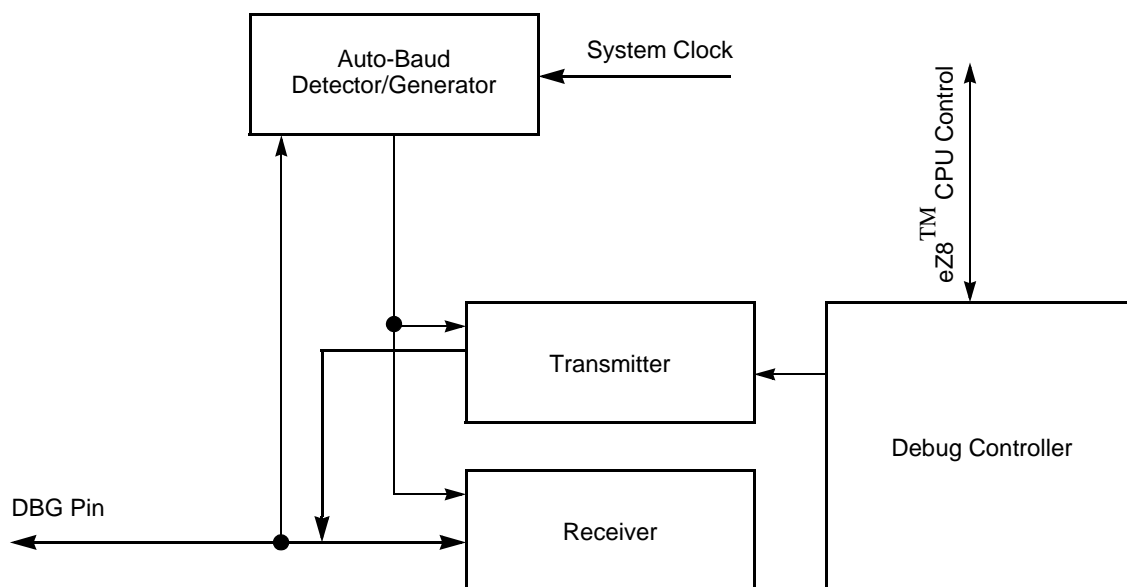 Auto-Baud
Detector/Generator
System Clock
eZ8™ CPU Control
Transmitter
Debug Controller
DBG Pin
Receiver